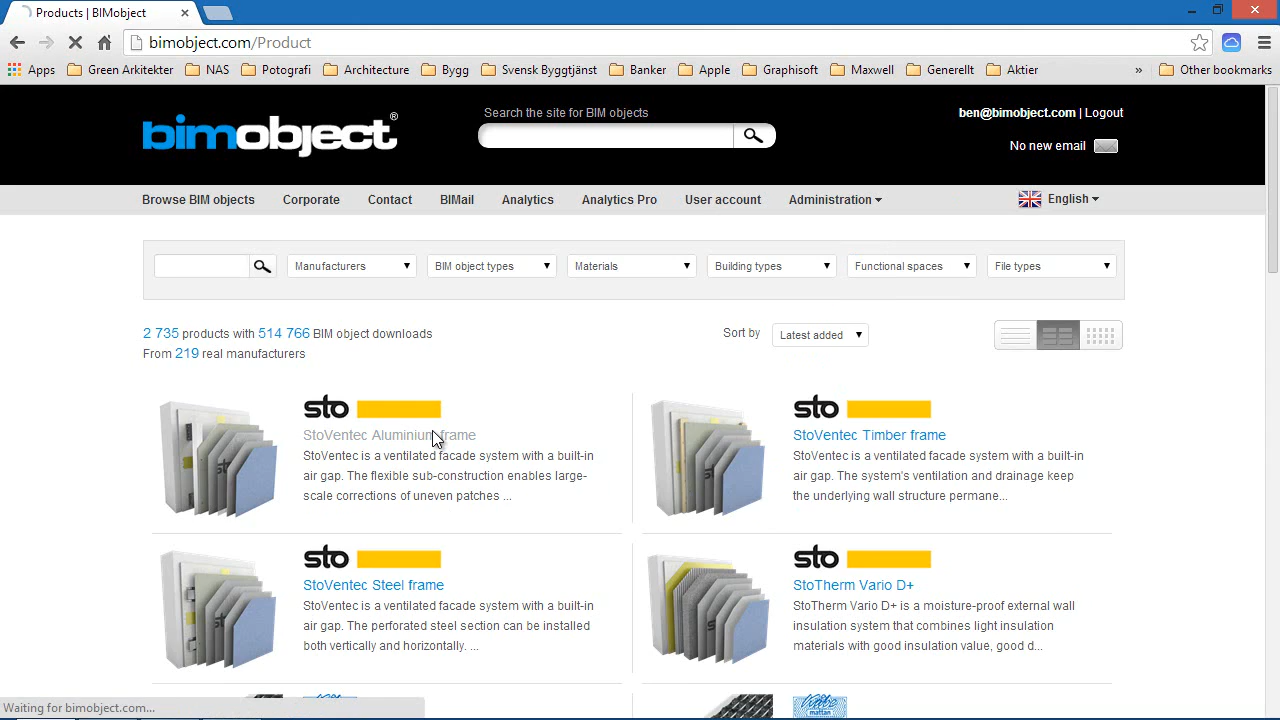 Products | BIMobject
bimobject.com/Product
Apps Green Arkitekter NAS Potografi Architecture Bygg Svensk Byggtjänst Banker Apple Graphisoft Maxwell Generellt Aktier » Other bookmarks
bimobject®
Search the site for BIM objects
ben@bimobject.com | Logout
No new email
Browse BIM objects Corporate Contact BIMail Analytics Analytics Pro User account Administration English
Manufacturers BIM object types Materials Building types Functional spaces File types
2 735 products with 514 766 BIM object downloads
From 219 real manufacturers
Sort by Latest added
sto
StoVentec Aluminium frame
StoVentec is a ventilated facade system with a built-in
air gap. The flexible sub-construction enables large-
scale corrections of uneven patches ...
sto
StoVentec Timber frame
StoVentec is a ventilated facade system with a built-in
air gap. The system's ventilation and drainage keep
the underlying wall structure permane...
sto
StoVentec Steel frame
StoVentec is a ventilated facade system with a built-in
air gap. The perforated steel section can be installed
both vertically and horizontally. ...
sto
StoTherm Vario D+
StoTherm Vario D+ is a moisture-proof external wall
insulation system that combines light insulation
materials with good insulation value, good d...
mattan
Waiting for bimobject.com...